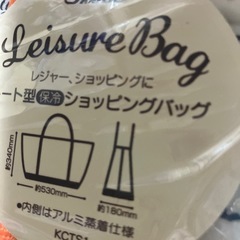 Leisure Bag
レジャー、ショッピングに
ート型保冷ショッピングバッグ
約340mm
約530mm
約180mm
●内側はアルミ蒸着仕様